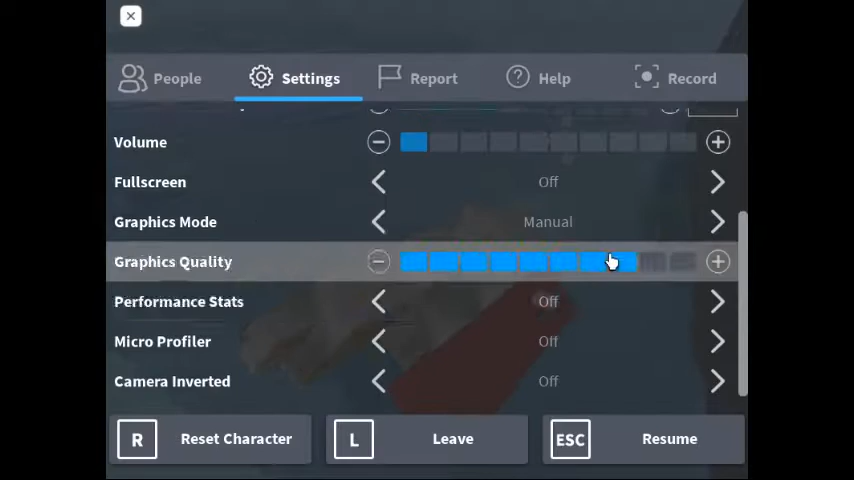 People
Settings
Report
Help
Record
Volume
Fullscreen
Off
Graphics Mode
Manual
Graphics Quality
Performance Stats
Off
Micro Profiler
Off
Camera Inverted
Off
R Reset Character
L Leave
ESC Resume